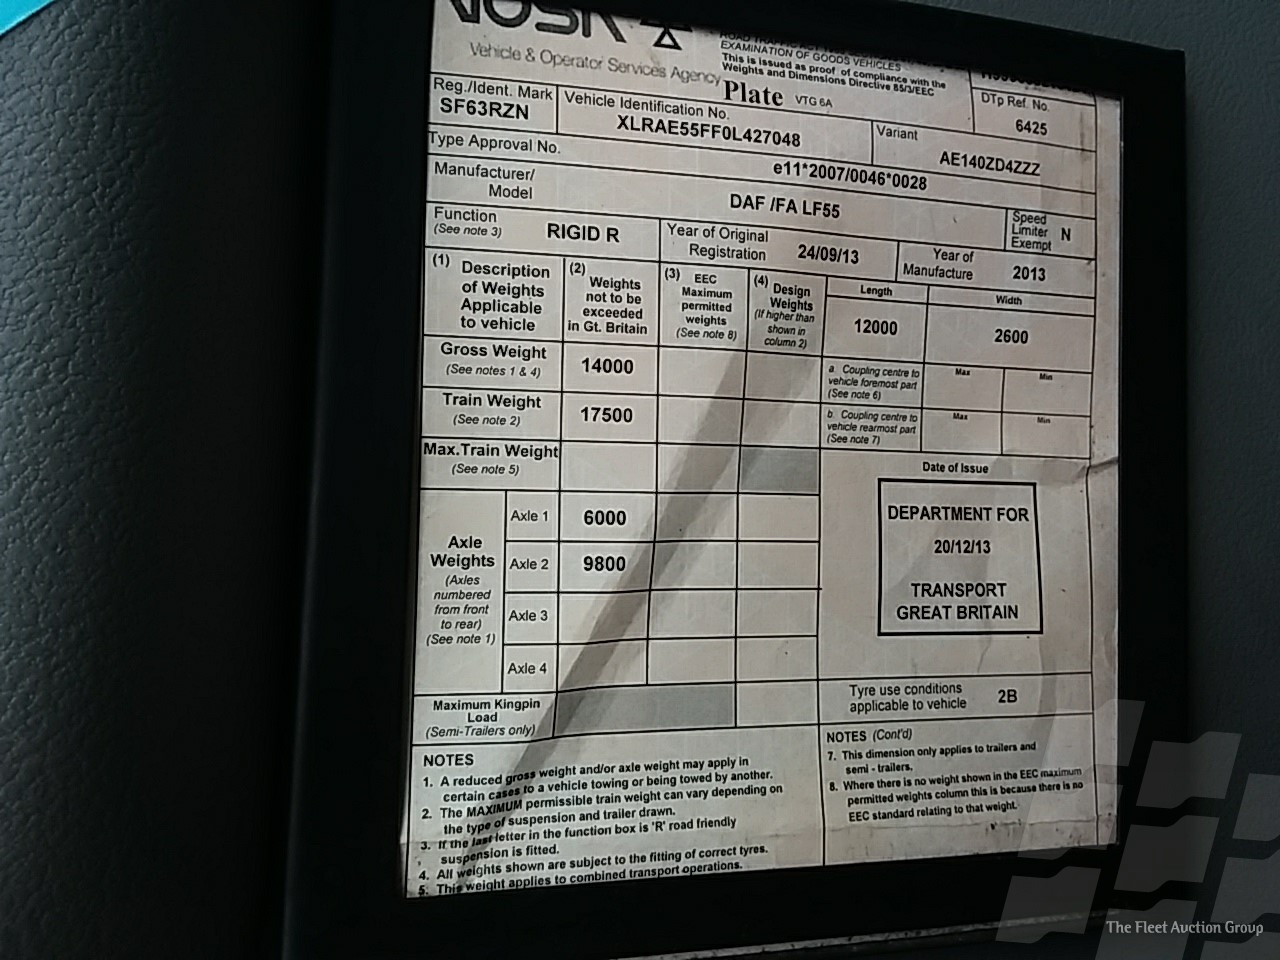 VOSA
Vehicle & Operator Services Agency
EXAMINATION OF GOODS VEHICLES
This is issued as proof of compliance with the
Weights and Dimensions Directive 85/3/EEC
Plate VTG 6A
DTp Ref. No.
6425
Reg./Ident. Mark
SF63RZN
Vehicle Identification No.
XLRAE55FF0L427048
Variant
AE140ZD4ZZZ
Type Approval No.
e11*2007/0046*0028
Manufacturer/
Model
DAF /FA LF55
Speed
Limiter
Exempt
N
Function
(See note 3)
RIGID R
Year of Original
Registration
24/09/13
Year of
Manufacture
2013
(1) Description
of Weights
Applicable
to vehicle
(2) Weights
not to be
exceeded
in Gt. Britain
(3) EEC
Maximum
permitted
weights
(See note 8)
(4) Design
Weights
(If higher than
shown in
column 2)
Length
12000
Width
2600
Gross Weight
(See notes 1 & 4)
14000
a. Coupling centre to
vehicle foremost part
(See note 6)
Max
Min
Train Weight
(See note 2)
17500
b. Coupling centre to
vehicle rearmost part
(See note 7)
Max
Min
Max.Train Weight
(See note 5)
Date of Issue
DEPARTMENT FOR
20/12/13
TRANSPORT
GREAT BRITAIN
Axle
Weights
(Axles
numbered
from front
to rear)
(See note 1)
Axle 1
6000
Axle 2
9800
Axle 3
Axle 4
Maximum Kingpin
Load
(Semi-Trailers only)
Tyre use conditions
applicable to vehicle
2B
NOTES
1. A reduced gross weight and/or axle weight may apply in
certain cases to a vehicle towing or being towed by another.
2. The MAXIMUM permissible train weight can vary depending on
the type of suspension and trailer drawn.
3. If the last letter in the function box is 'R' road friendly
suspension is fitted.
4. All weights shown are subject to the fitting of correct tyres.
5. This weight applies to combined transport operations.
NOTES (Cont'd)
7. This dimension only applies to trailers and
semi - trailers.
8. Where there is no weight shown in the EEC maximum
permitted weights column this is because there is no
EEC standard relating to that weight.
The Fleet Auction Group